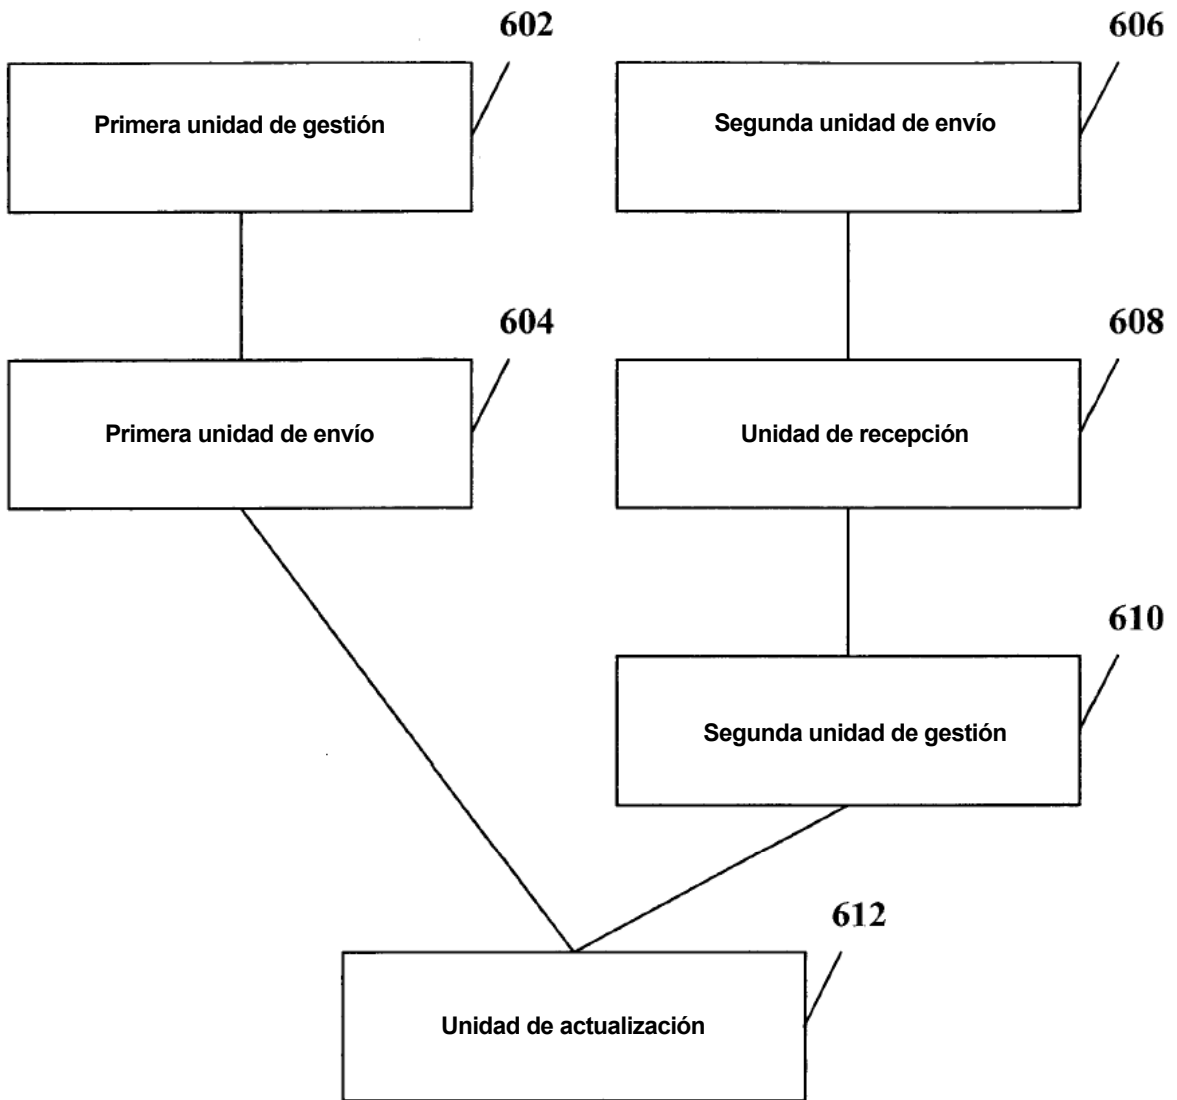 602
606
Primera unidad de gestión
Segunda unidad de envío
604
608
Primera unidad de envío
Unidad de recepción
610
Segunda unidad de gestión
612
Unidad de actualización